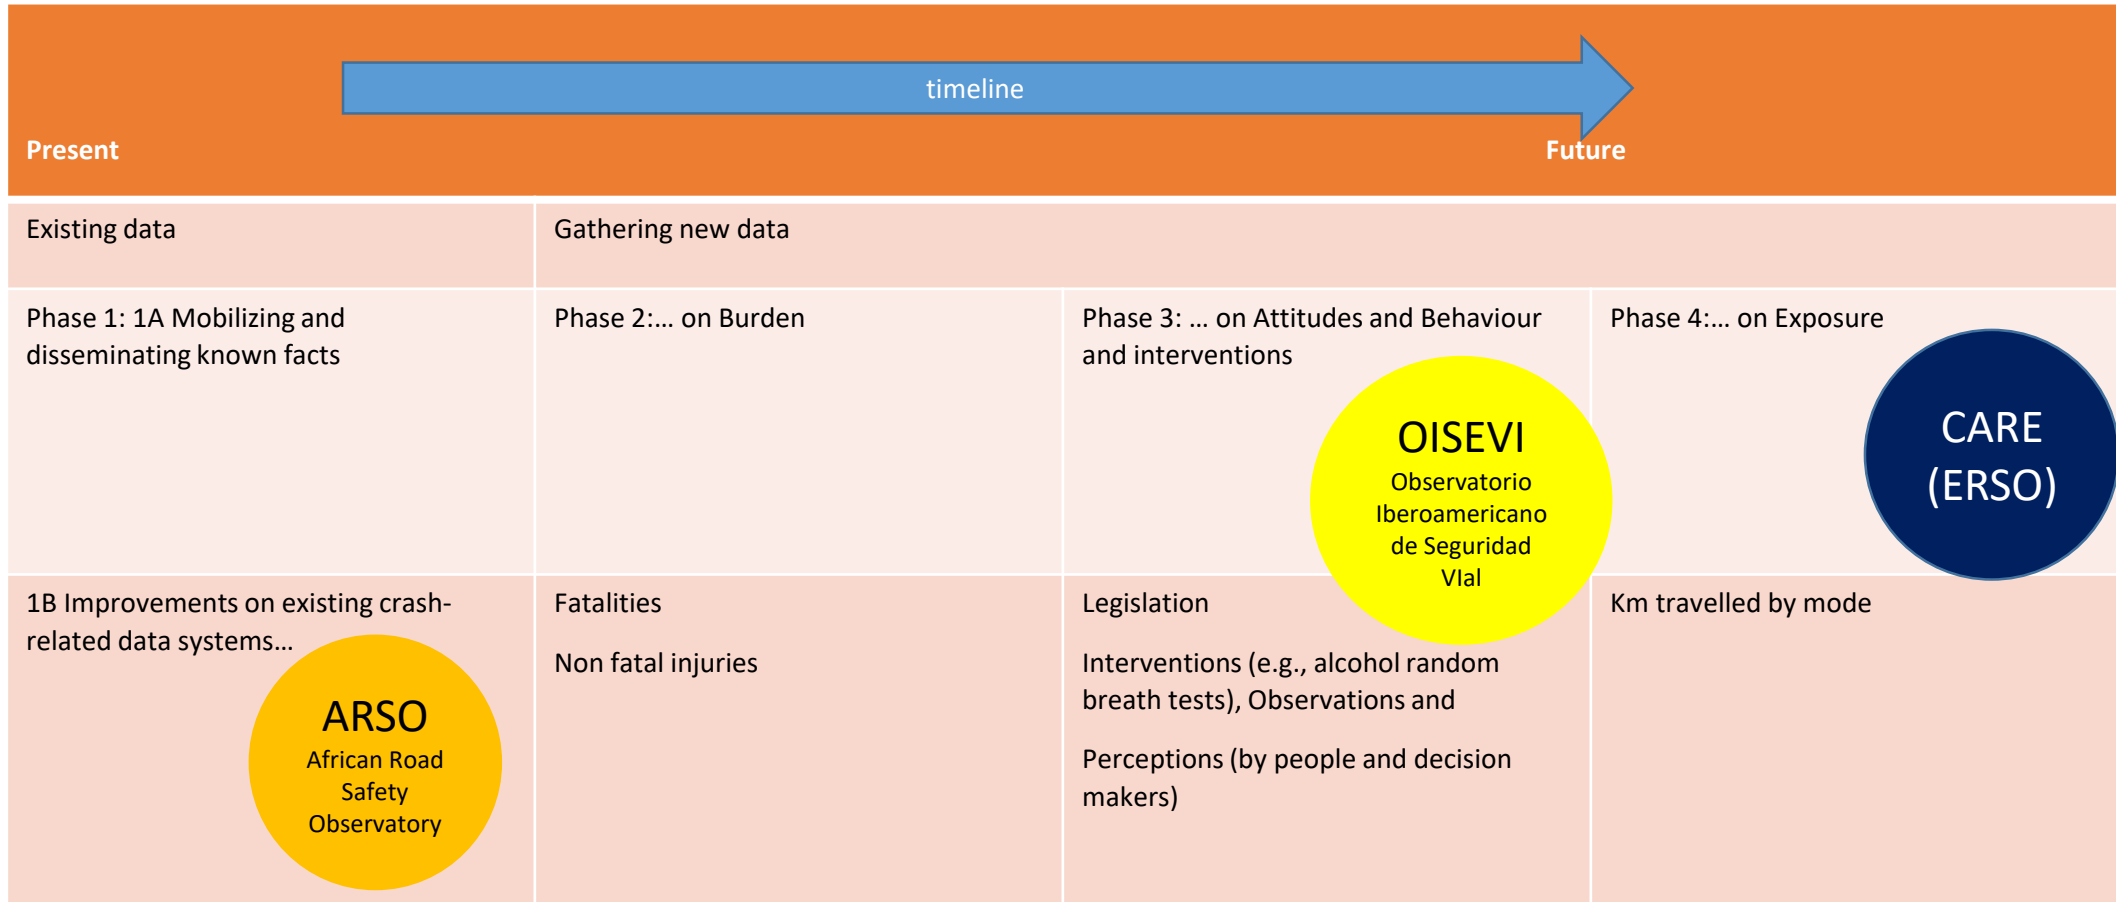 timeline
Present
Future
Existing data
Gathering new data
Phase 1: 1A Mobilizing and
disseminating known facts
Phase 2:... on Burden
Phase 3: ... on Attitudes and Behaviour
and interventions
Phase 4:... on Exposure
OISEVI
Observatorio
Iberoamericano
de Seguridad
VIal
CARE
(ERSO)
1B Improvements on existing crash-
related data systems...
ARSO
African Road
Safety
Observatory
Fatalities
Non fatal injuries
Legislation
Interventions (e.g., alcohol random
breath tests), Observations and
Perceptions (by people and decision
makers)
Km travelled by mode